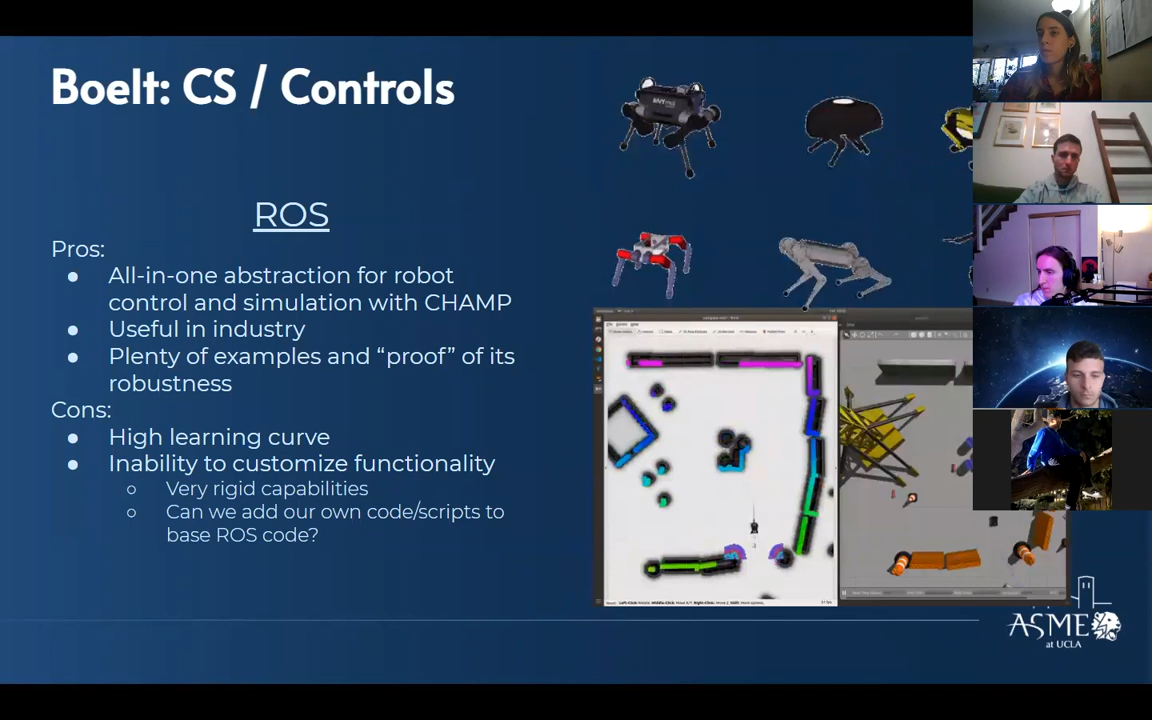 Boelt: CS / Controls
ROS
Pros:
● All-in-one abstraction for robot
control and simulation with CHAMP
● Useful in industry
● Plenty of examples and “proof” of its
robustness
Cons:
● High learning curve
● Inability to customize functionality
○ Very rigid capabilities
○ Can we add our own code/scripts to
base ROS code?
ASME
at UCLA